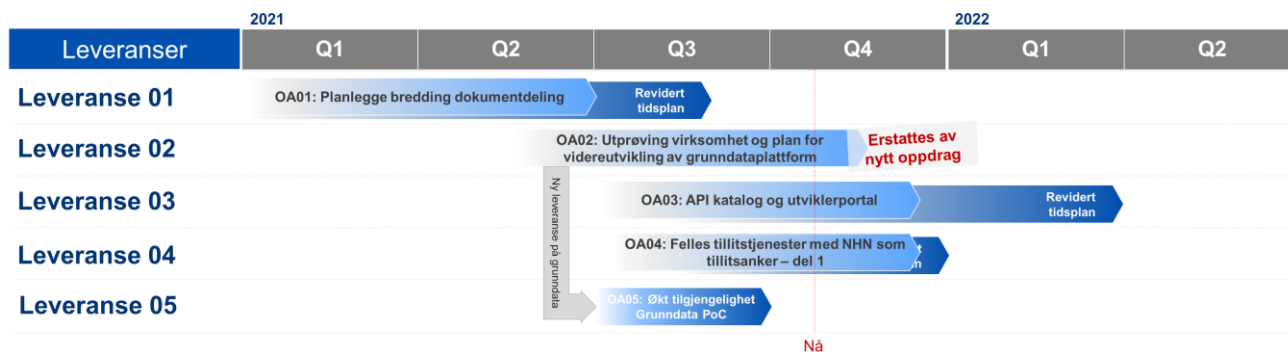 2021
2022
Leveranser
Q1
Q2
Q3
Q4
Q1
Q2
Leveranse 01
OA01: Planlegge bredding dokumentdeling
Revidert
tidsplan
Leveranse 02
OA02: Utprøving virksomhet og plan for
videreutvikling av grunndataplattform
Erstattes av
nytt oppdrag
Ny leveranse på grunndata
Leveranse 03
OA03: API katalog og utviklerportal
Revidert
tidsplan
Leveranse 04
OA04: Felles tillitstjenester med NHN som
tillitsanker – del 1
Leveranse 05
OA05: Økt tilgjengelighet
Grunndata PoC
Nå